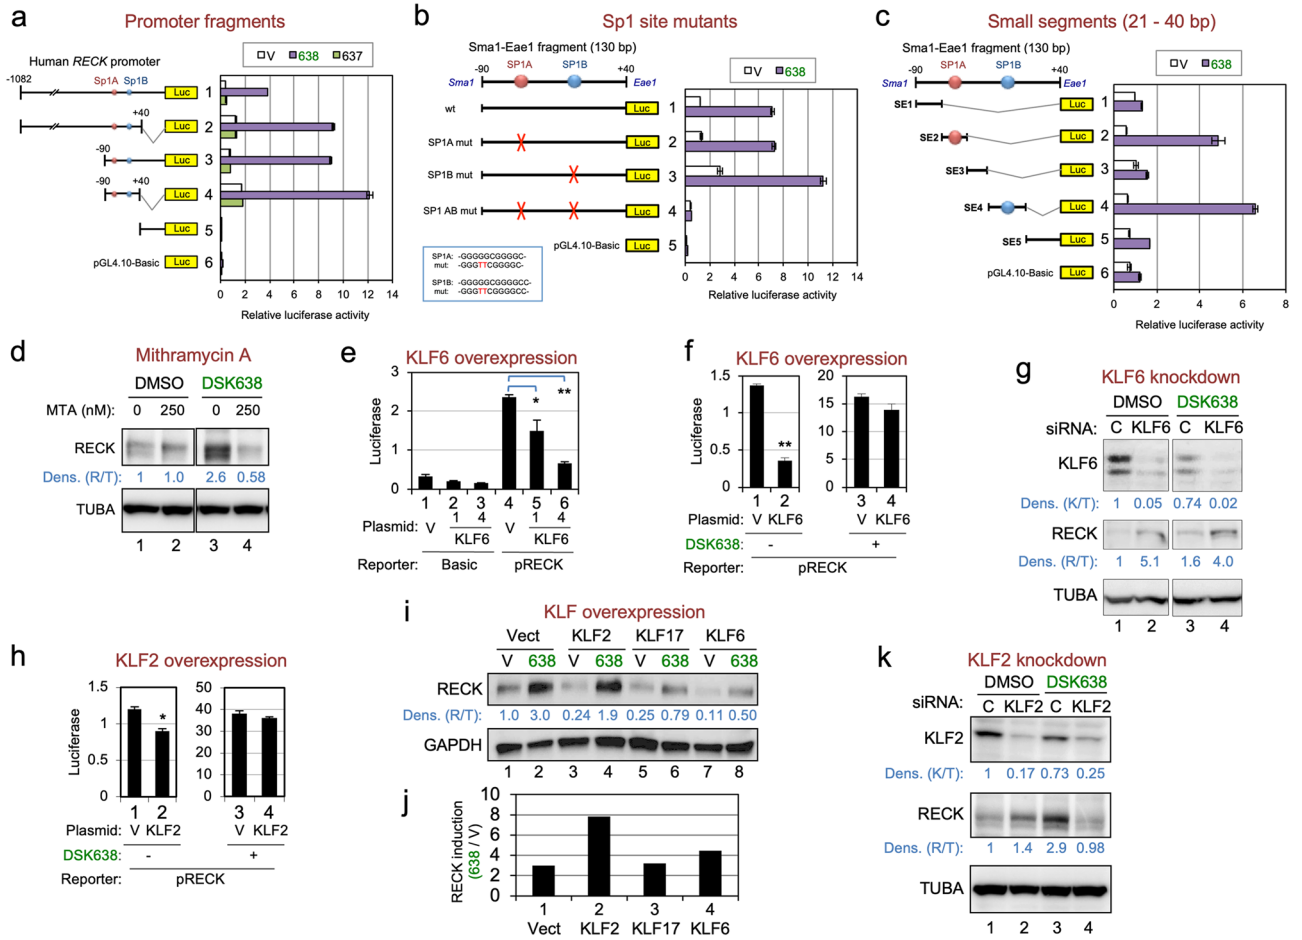 a
Promoter fragments
V 638 637
Human RECK promoter
-1082
Sp1A Sp1B
Luc 1
+40
Luc 2
-90
Luc 3
-90 +40
Luc 4
Luc 5
pGL4.10-Basic Luc 6
0 2 4 6 8 10 12 14
Relative luciferase activity
b
Sp1 site mutants
Sma1-Eae1 fragment (130 bp)
V 638
-90 SP1A SP1B +40
Sma1 Eae1
wt Luc 1
SP1A mut Luc 2
SP1B mut Luc 3
SP1 AB mut Luc 4
pGL4.10-Basic Luc 5
SP1A: -GGGGGCGGGGC-
mut: -GGGTTCGGGGC-
SP1B: -GGGGGCGGGGCC-
mut: -GGGTTCGGGGCC-
0 2 4 6 8 10 12 14
Relative luciferase activity
c
Small segments (21 - 40 bp)
Sma1-Eae1 fragment (130 bp)
V 638
-90 SP1A SP1B +40
Sma1 Eae1
SE1 Luc 1
SE2 Luc 2
SE3 Luc 3
SE4 Luc 4
SE5 Luc 5
pGL4.10-Basic Luc 6
0 2 4 6 8
Relative luciferase activity
d
Mithramycin A
DMSO DSK638
MTA (nM): 0 250 0 250
RECK
Dens. (R/T): 1 1.0 2.6 0.58
TUBA
1 2 3 4
e
KLF6 overexpression
Luciferase
3
2
1
0
* **
1 2 3 4 5 6
Plasmid: V 1 4 V 1 4
KLF6 KLF6
Reporter: Basic pRECK
f
KLF6 overexpression
Luciferase
1.5
1
0.5
0
**
20
15
10
5
0
1 2 3 4
Plasmid: V KLF6 V KLF6
DSK638: - +
Reporter: pRECK
g
KLF6 knockdown
DMSO DSK638
siRNA: C KLF6 C KLF6
KLF6
Dens. (K/T): 1 0.05 0.74 0.02
RECK
Dens. (R/T): 1 5.1 1.6 4.0
TUBA
1 2 3 4
h
KLF2 overexpression
Luciferase
1.5
1
0.5
0
*
50
40
30
20
10
0
1 2 3 4
Plasmid: V KLF2 V KLF2
DSK638: - +
Reporter: pRECK
i
KLF overexpression
Vect KLF2 KLF17 KLF6
V 638 V 638 V 638 V 638
RECK
Dens. (R/T): 1.0 3.0 0.24 1.9 0.25 0.79 0.11 0.50
GAPDH
1 2 3 4 5 6 7 8
j
RECK induction
(638 / V)
10
8
6
4
2
0
1 2 3 4
Vect KLF2 KLF17 KLF6
k
KLF2 knockdown
DMSO DSK638
siRNA: C KLF2 C KLF2
KLF2
Dens. (K/T): 1 0.17 0.73 0.25
RECK
Dens. (R/T): 1 1.4 2.9 0.98
TUBA
1 2 3 4